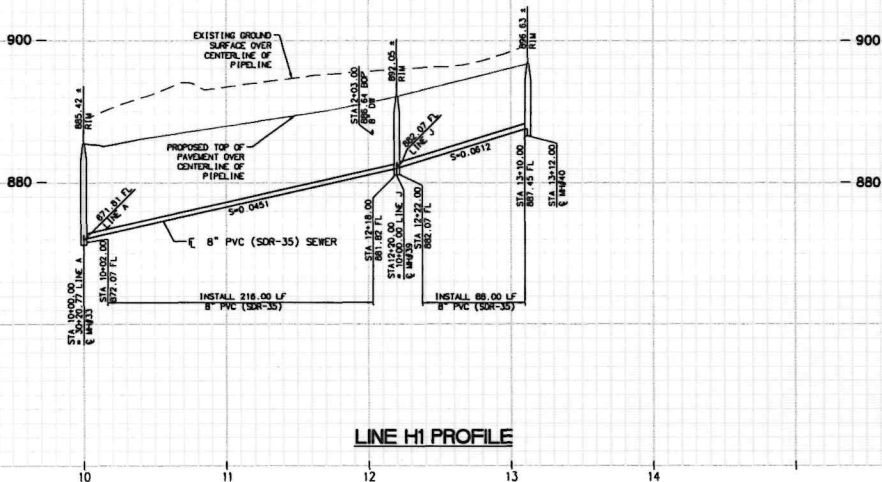 900
900
880
880
EXISTING GROUND
SURFACE OVER
CENTERLINE OF
PIPELINE
885.42 ±
RIM
STA 12+03.00
886.64 BOP
8" DW
892.05 ±
RIM
896.63 ±
RIM
PROPOSED TOP OF
PAVEMENT OVER
CENTERLINE OF
PIPELINE
871.81 FL
LINE A
S=0.0451
882.07 FL
LINE J
S=0.0612
℄ 8" PVC (SDR-35) SEWER
STA 10+00.00
= 30+20.77 LINE A
℄ MH#33
STA 10+02.00
872.07 FL
INSTALL 216.00 LF
8" PVC (SDR-35)
STA 12+18.00
881.82 FL
STA 12+20.00
= 10+00.00 LINE J
℄ MH#39
STA 12+22.00
882.07 FL
INSTALL 88.00 LF
8" PVC (SDR-35)
STA 13+10.00
887.45 FL
STA 13+12.00
℄ MH#40
LINE H1 PROFILE
10
11
12
13
14
1